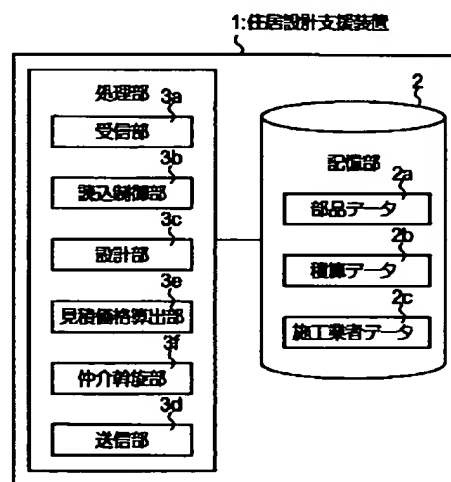 1:住居設計支援装置
処理部
3a
受信部
3b
読込制御部
3c
設計部
3e
見積価格算出部
3f
仲介斡旋部
3d
送信部
2
記憶部
2a
部品データ
2b
積算データ
2c
施工業者データ